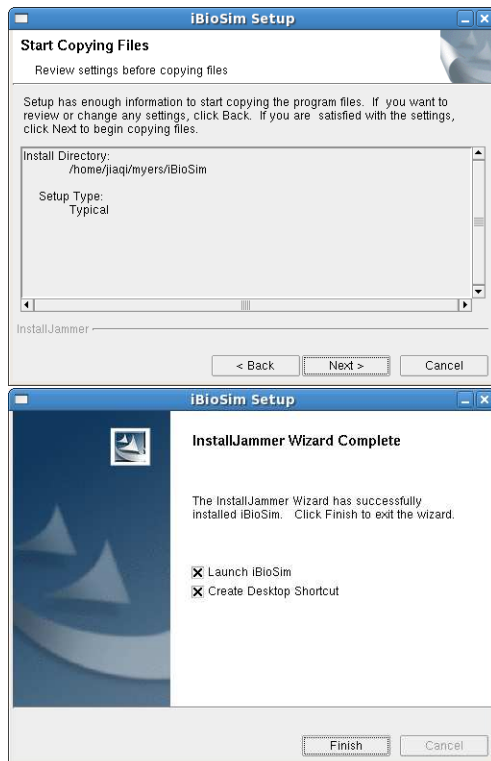 iBioSim Setup
Start Copying Files
Review settings before copying files
Setup has enough information to start copying the program files. If you want to
review or change any settings, click Back. If you are satisfied with the settings,
click Next to begin copying files.
Install Directory:
/home/jiaqi/myers/iBioSim
Setup Type:
Typical
InstallJammer
< Back
Next >
Cancel
iBioSim Setup
InstallJammer Wizard Complete
The InstallJammer Wizard has successfully
installed iBioSim. Click Finish to exit the wizard.
Launch iBioSim
Create Desktop Shortcut
Finish
Cancel